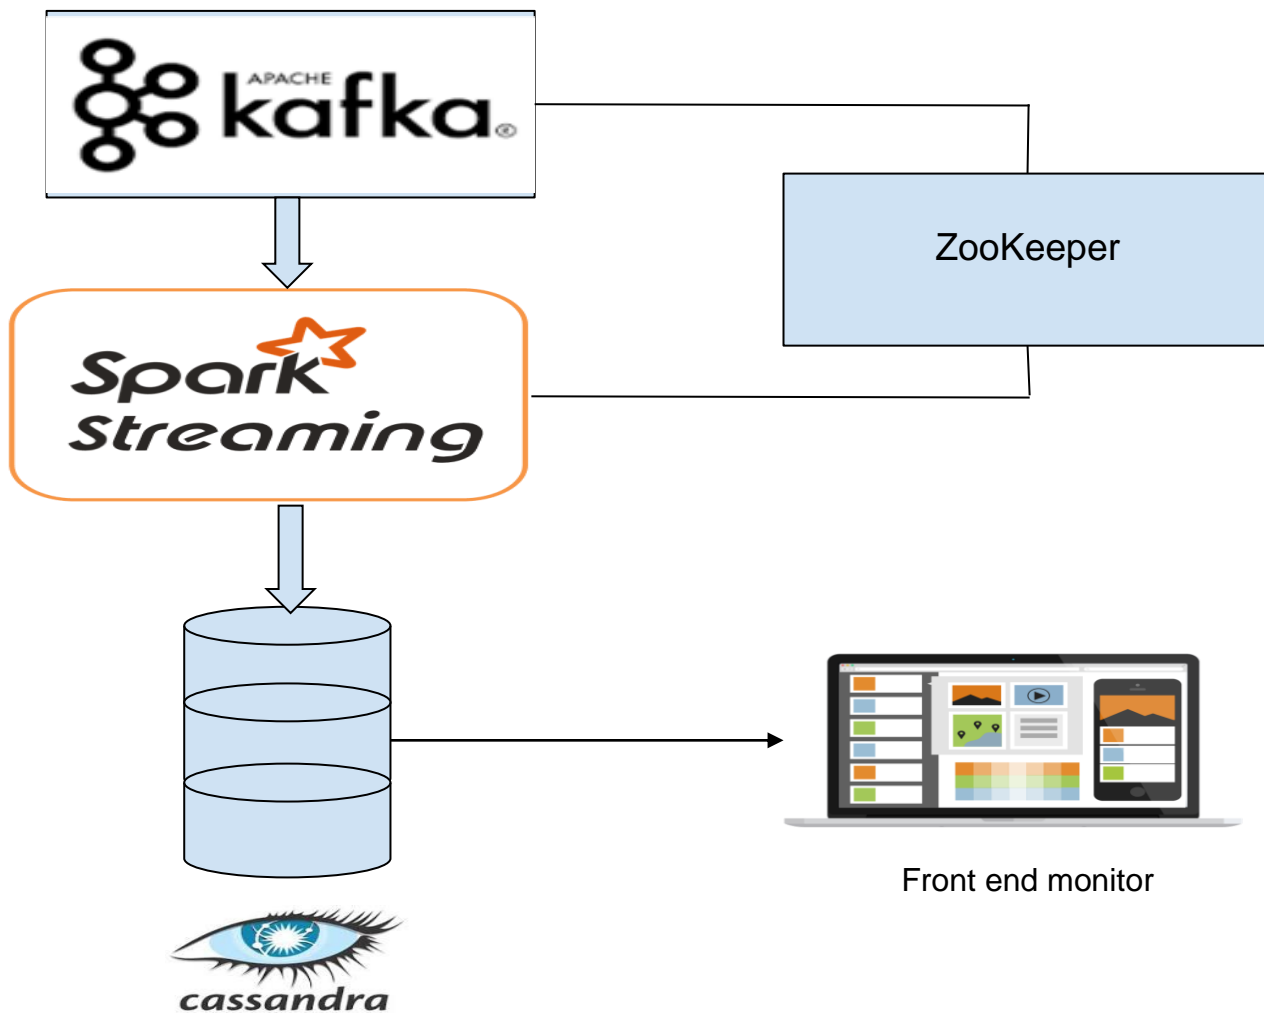 APACHE
kafka®
ZooKeeper
Spark
Streaming
Front end monitor
cassandra